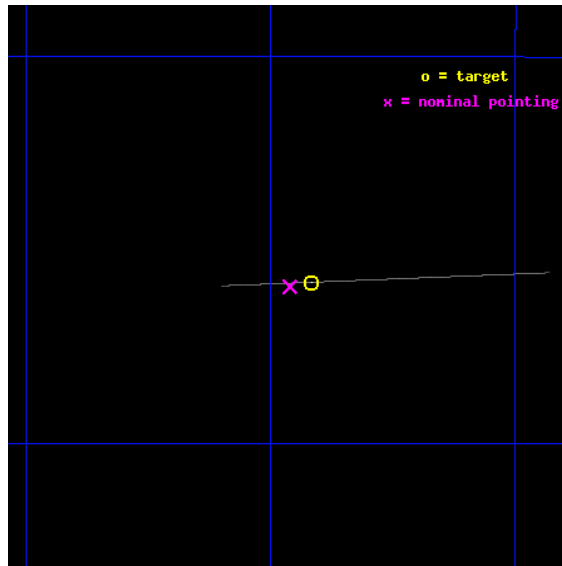 o = target
x = nominal pointing